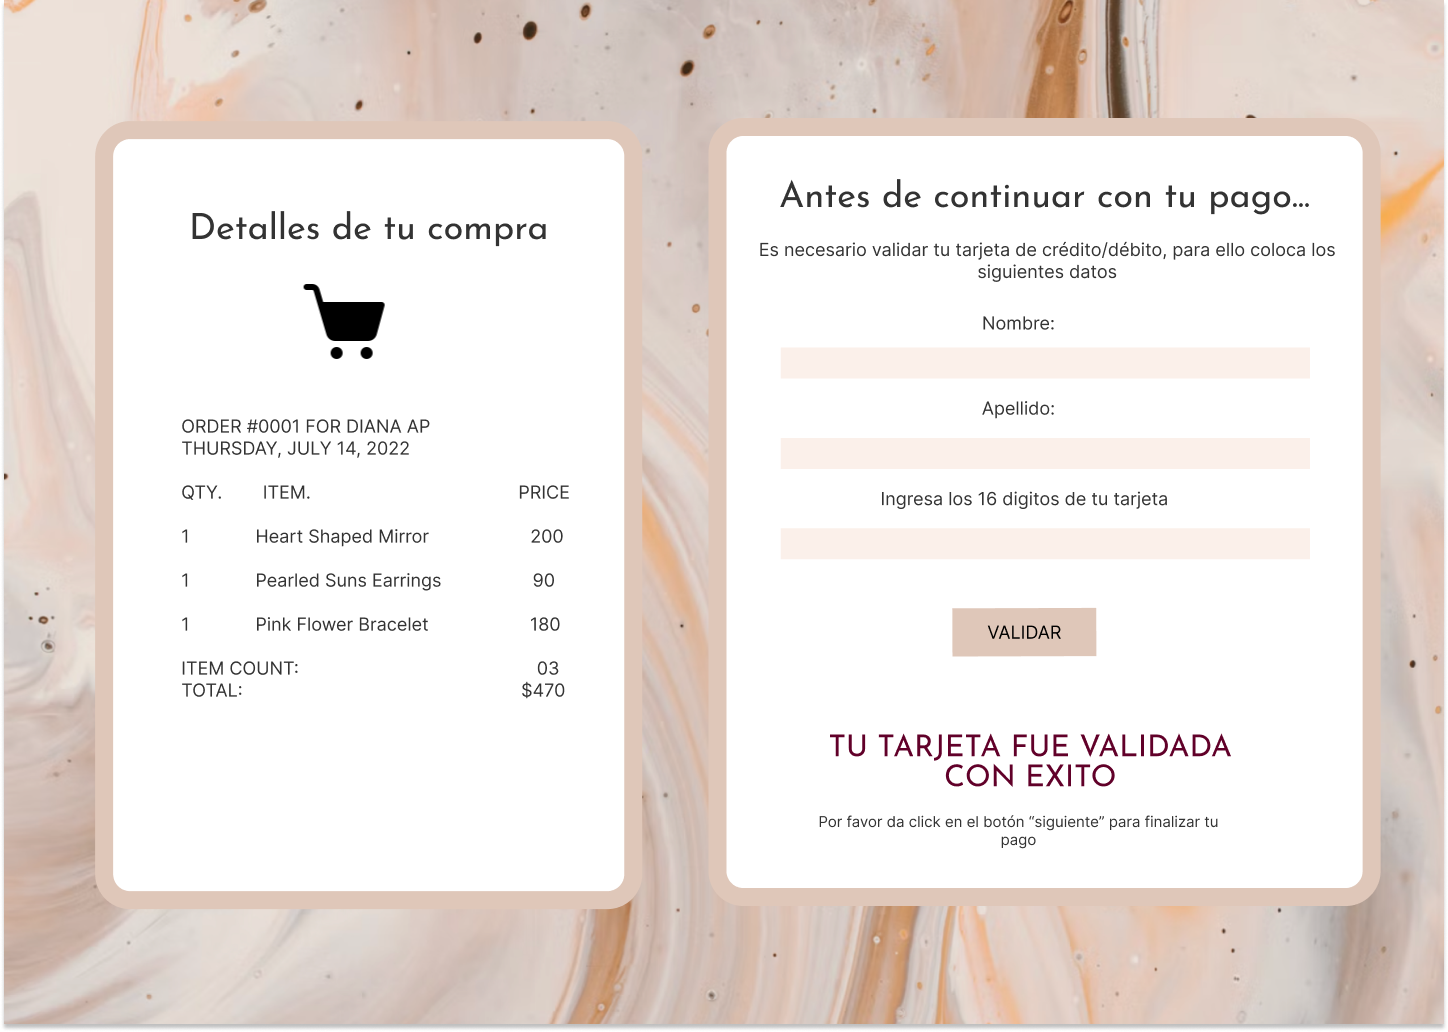 Detalles de tu compra
ORDER #0001 FOR DIANA AP
THURSDAY, JULY 14, 2022
QTY. ITEM. PRICE
1 Heart Shaped Mirror 200
1 Pearled Suns Earrings 90
1 Pink Flower Bracelet 180
ITEM COUNT: 03
TOTAL: $470
Antes de continuar con tu pago...
Es necesario validar tu tarjeta de crédito/débito, para ello coloca los
siguientes datos
Nombre:
Apellido:
Ingresa los 16 digitos de tu tarjeta
VALIDAR
TU TARJETA FUE VALIDADA
CON EXITO
Por favor da click en el botón “siguiente” para finalizar tu
pago